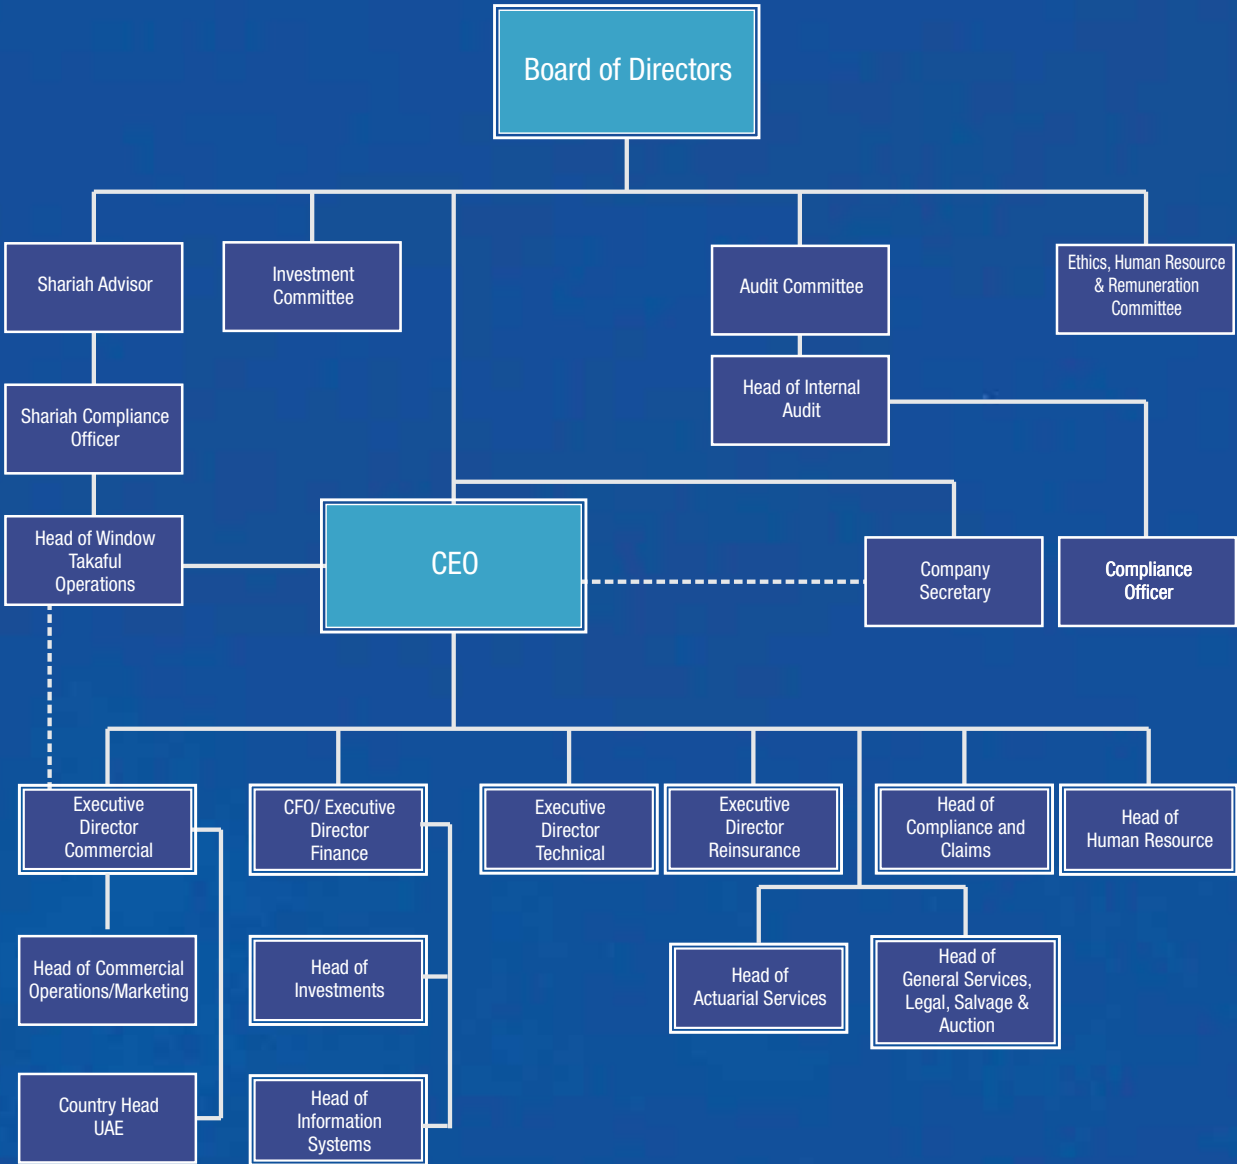 Board of Directors
Shariah Advisor
Investment
Committee
Audit Committee
Ethics, Human Resource
& Remuneration
Committee
Head of Internal
Audit
Shariah Compliance
Officer
Head of Window
Takaful
Operations
CEO
Company
Secretary
Compliance
Officer
Executive
Director
Commercial
CFO/ Executive
Director
Finance
Executive
Director
Technical
Executive
Director
Reinsurance
Head of
Compliance and
Claims
Head of
Human Resource
Head of Commercial
Operations/Marketing
Head of
Investments
Head of
Actuarial Services
Head of
General Services,
Legal, Salvage &
Auction
Country Head
UAE
Head of
Information
Systems